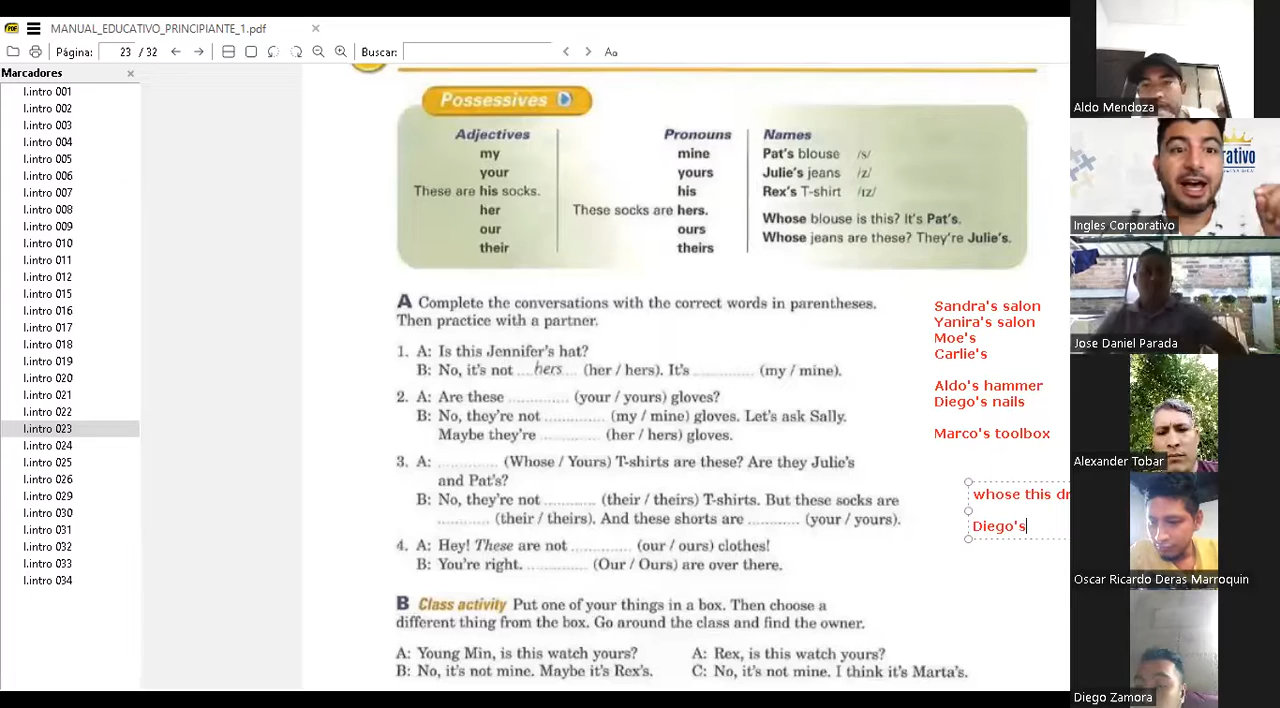 MANUAL_EDUCATIVO_PRINCIPIANTE_1.pdf
Página: 23 / 32 Buscar: Aa
Marcadores
I.intro 001
I.intro 002
I.intro 003
I.intro 004
I.intro 005
I.intro 006
I.intro 007
I.intro 008
I.intro 009
I.intro 010
I.intro 011
I.intro 012
I.intro 015
I.intro 016
I.intro 017
I.intro 018
I.intro 019
I.intro 020
I.intro 021
I.intro 022
I.intro 023
I.intro 024
I.intro 025
I.intro 026
I.intro 029
I.intro 030
I.intro 031
I.intro 032
I.intro 033
I.intro 034
Possessives
Adjectives
my
your
These are his socks.
her
our
their
Pronouns
mine
yours
his
These socks are hers.
ours
theirs
Names
Pat's blouse /s/
Julie's jeans /z/
Rex's T-shirt /ɪz/
Whose blouse is this? It's Pat's.
Whose jeans are these? They're Julie's.
A Complete the conversations with the correct words in parentheses.
Then practice with a partner.
1. A: Is this Jennifer's hat?
B: No, it's not hers (her / hers). It's ............ (my / mine).
2. A: Are these ............ (your / yours) gloves?
B: No, they're not ............ (my / mine) gloves. Let's ask Sally.
Maybe they're ............ (her / hers) gloves.
3. A: ............ (Whose / Yours) T-shirts are these? Are they Julie's
and Pat's?
B: No, they're not ............ (their / theirs) T-shirts. But these socks are
............ (their / theirs). And these shorts are ............ (your / yours).
4. A: Hey! These are not ............ (our / ours) clothes!
B: You're right. ............ (Our / Ours) are over there.
B Class activity Put one of your things in a box. Then choose a
different thing from the box. Go around the class and find the owner.
A: Young Min, is this watch yours?
B: No, it's not mine. Maybe it's Rex's.
A: Rex, is this watch yours?
C: No, it's not mine. I think it's Marta's.
Sandra's salon
Yanira's salon
Moe's
Carlie's
Aldo's hammer
Diego's nails
Marco's toolbox
whose this dr
Diego's
Aldo Mendoza
ativo
Ingles Corporativo
Jose Daniel Parada
Alexander Tobar
Oscar Ricardo Deras Marroquin
Diego Zamora